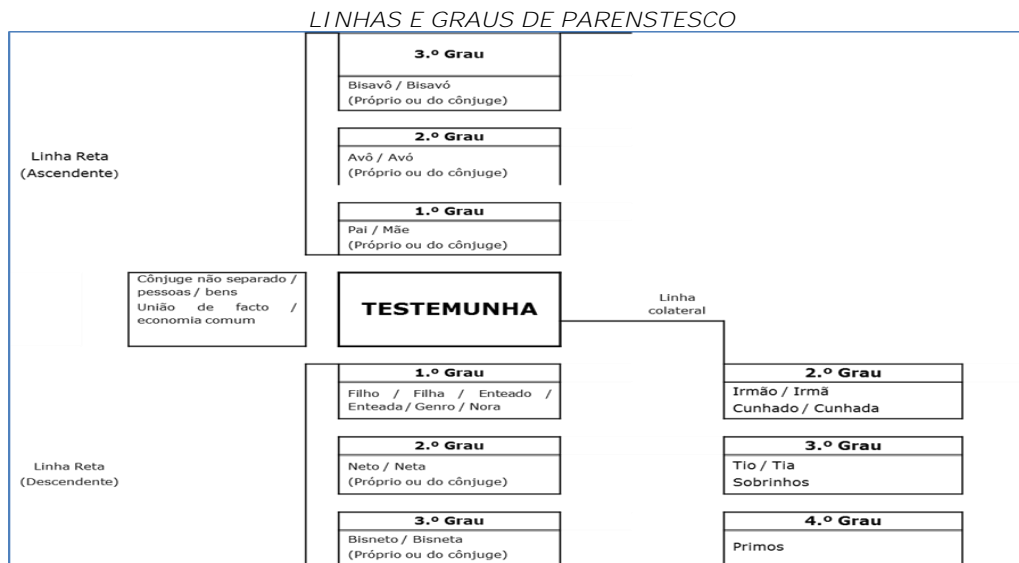 LINHAS E GRAUS DE PARENSTESCO
3.º Grau
Bisavô / Bisavó
(Próprio ou do cônjuge)
2.º Grau
Avô / Avó
(Próprio ou do cônjuge)
Linha Reta
(Ascendente)
1.º Grau
Pai / Mãe
(Próprio ou do cônjuge)
Cônjuge não separado /
pessoas / bens
União de facto /
economia comum
TESTEMUNHA
Linha
colateral
1.º Grau
Filho / Filha / Enteado /
Enteada / Genro / Nora
2.º Grau
Irmão / Irmã
Cunhado / Cunhada
Linha Reta
(Descendente)
2.º Grau
Neto / Neta
(Próprio ou do cônjuge)
3.º Grau
Tio / Tia
Sobrinhos
3.º Grau
Bisneto / Bisneta
(Próprio ou do cônjuge)
4.º Grau
Primos